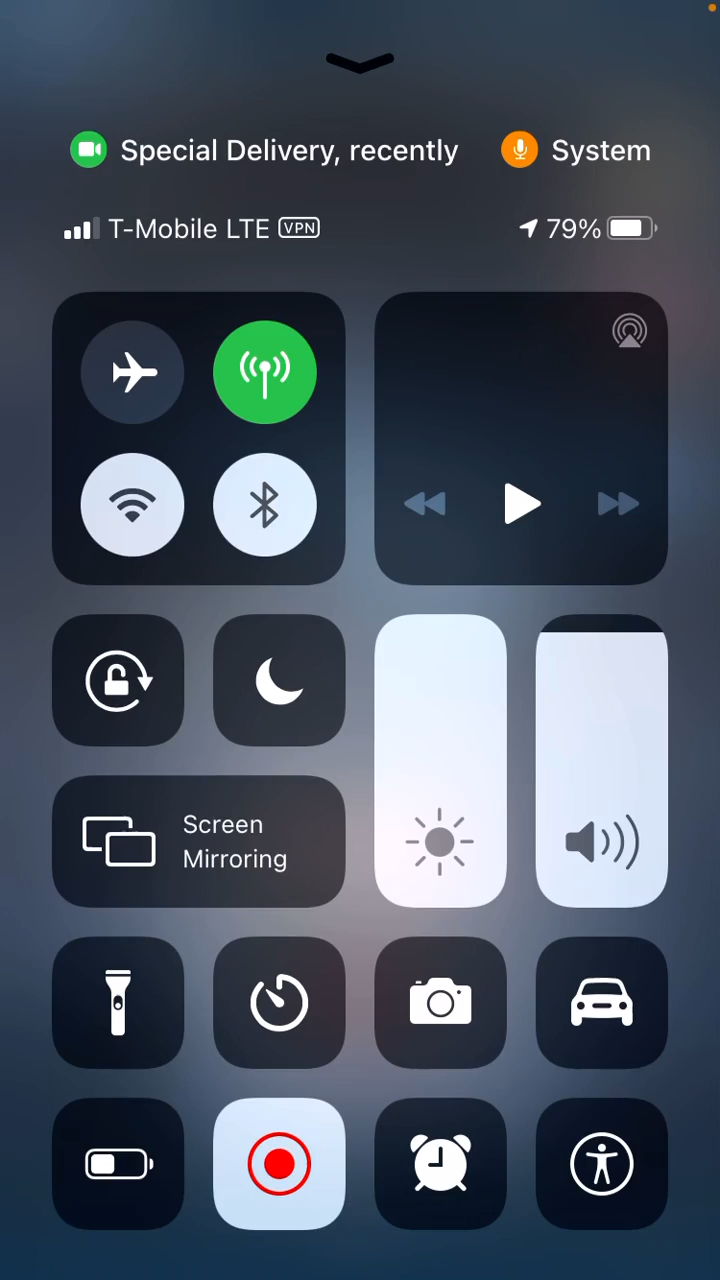 Special Delivery, recently System
T-Mobile LTE VPN 79%
Screen
Mirroring